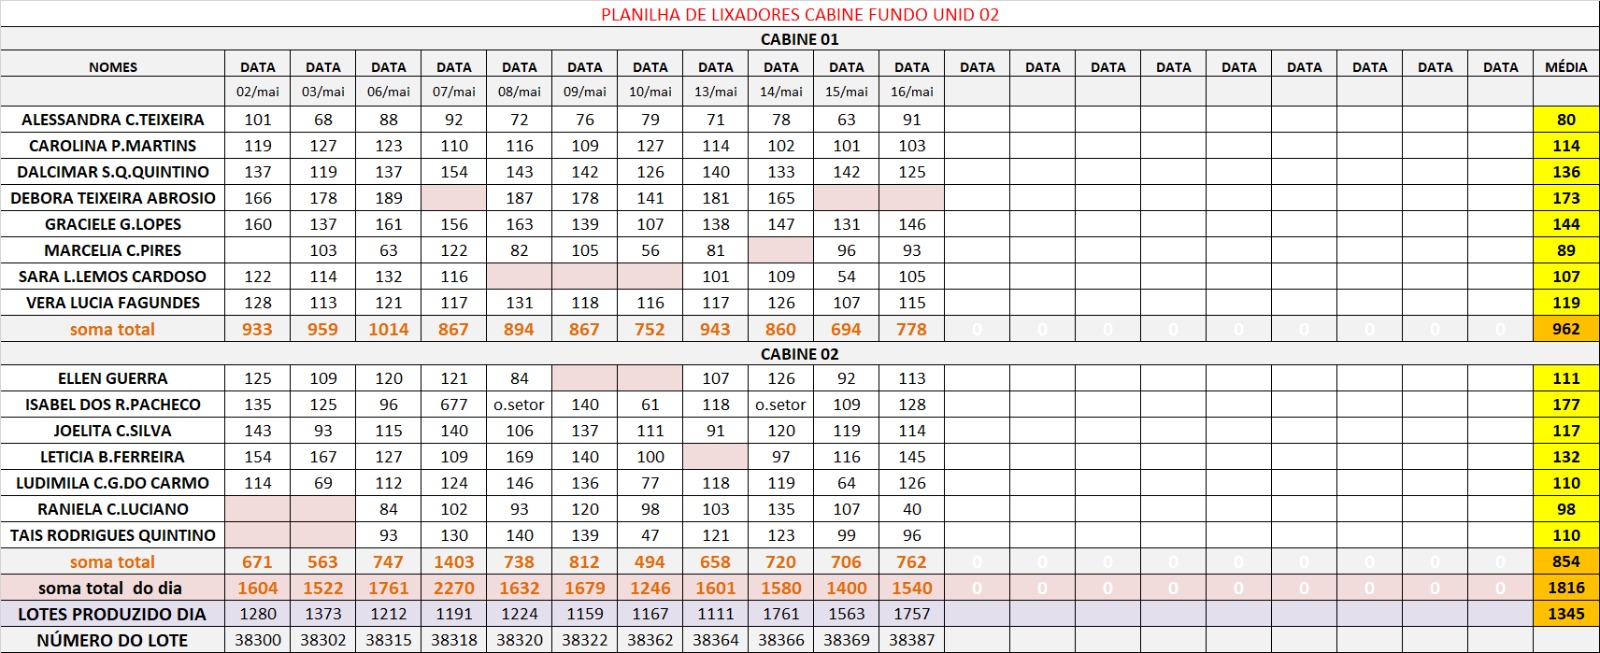 PLANILHA DE LIXADORES CABINE FUNDO UNID 02
CABINE 01
NOMES DATA DATA DATA DATA DATA DATA DATA DATA DATA DATA DATA DATA DATA DATA DATA DATA DATA DATA DATA DATA MÉDIA
02/mai 03/mai 06/mai 07/mai 08/mai 09/mai 10/mai 13/mai 14/mai 15/mai 16/mai
ALESSANDRA C.TEIXEIRA 101 68 88 92 72 76 79 71 78 63 91 80
CAROLINA P.MARTINS 119 127 123 110 116 109 127 114 102 101 103 114
DALCIMAR S.Q.QUINTINO 137 119 137 154 143 142 126 140 133 142 125 136
DEBORA TEIXEIRA ABROSIO 166 178 189 187 178 141 181 165 173
GRACIELE G.LOPES 160 137 161 156 163 139 107 138 147 131 146 144
MARCELIA C.PIRES 103 63 122 82 105 56 81 96 93 89
SARA L.LEMOS CARDOSO 122 114 132 116 101 109 54 105 107
VERA LUCIA FAGUNDES 128 113 121 117 131 118 116 117 126 107 115 119
soma total 933 959 1014 867 894 867 752 943 860 694 778 0 0 0 0 0 0 0 0 0 962
CABINE 02
ELLEN GUERRA 125 109 120 121 84 107 126 92 113 111
ISABEL DOS R.PACHECO 135 125 96 677 o.setor 140 61 118 o.setor 109 128 177
JOELITA C.SILVA 143 93 115 140 106 137 111 91 120 119 114 117
LETICIA B.FERREIRA 154 167 127 109 169 140 100 97 116 145 132
LUDIMILA C.G.DO CARMO 114 69 112 124 146 136 77 118 119 64 126 110
RANIELA C.LUCIANO 84 102 93 120 98 103 135 107 40 98
TAIS RODRIGUES QUINTINO 93 130 140 139 47 121 123 99 96 110
soma total 671 563 747 1403 738 812 494 658 720 706 762 0 0 0 0 0 0 0 0 0 854
soma total do dia 1604 1522 1761 2270 1632 1679 1246 1601 1580 1400 1540 0 0 0 0 0 0 0 0 0 1816
LOTES PRODUZIDO DIA 1280 1373 1212 1191 1224 1159 1167 1111 1761 1563 1757 1345
NÚMERO DO LOTE 38300 38302 38315 38318 38320 38322 38362 38364 38366 38369 38387